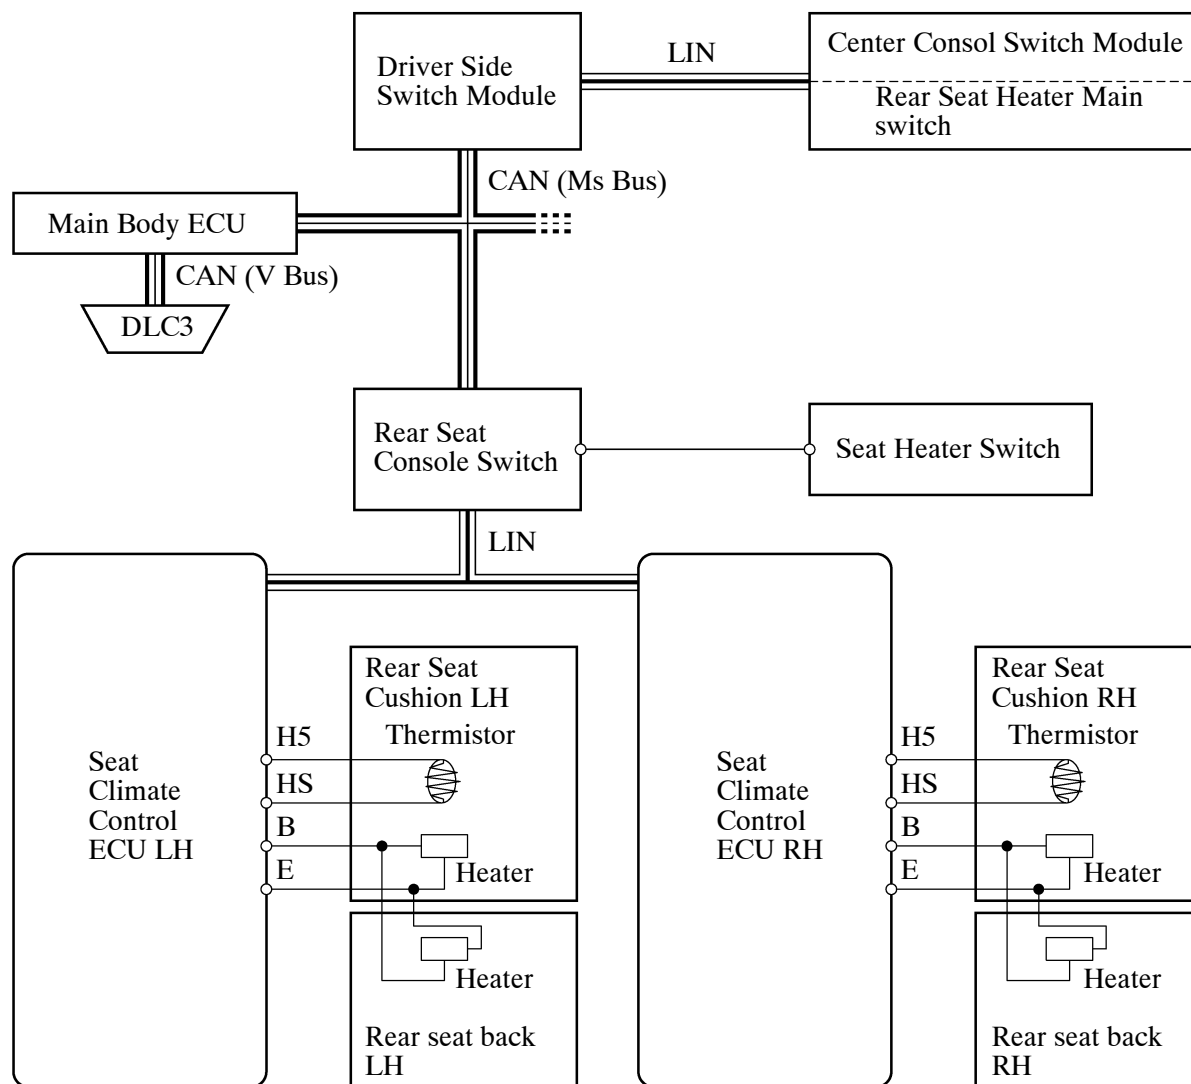 Driver Side
Switch Module
LIN
Center Consol Switch Module
Rear Seat Heater Main
switch
CAN (Ms Bus)
Main Body ECU
CAN (V Bus)
DLC3
Rear Seat
Console Switch
Seat Heater Switch
LIN
Seat
Climate
Control
ECU LH
H5
HS
B
E
Rear Seat
Cushion LH
Thermistor
Heater
Heater
Rear seat back
LH
Seat
Climate
Control
ECU RH
H5
HS
B
E
Rear Seat
Cushion RH
Thermistor
Heater
Heater
Rear seat back
RH